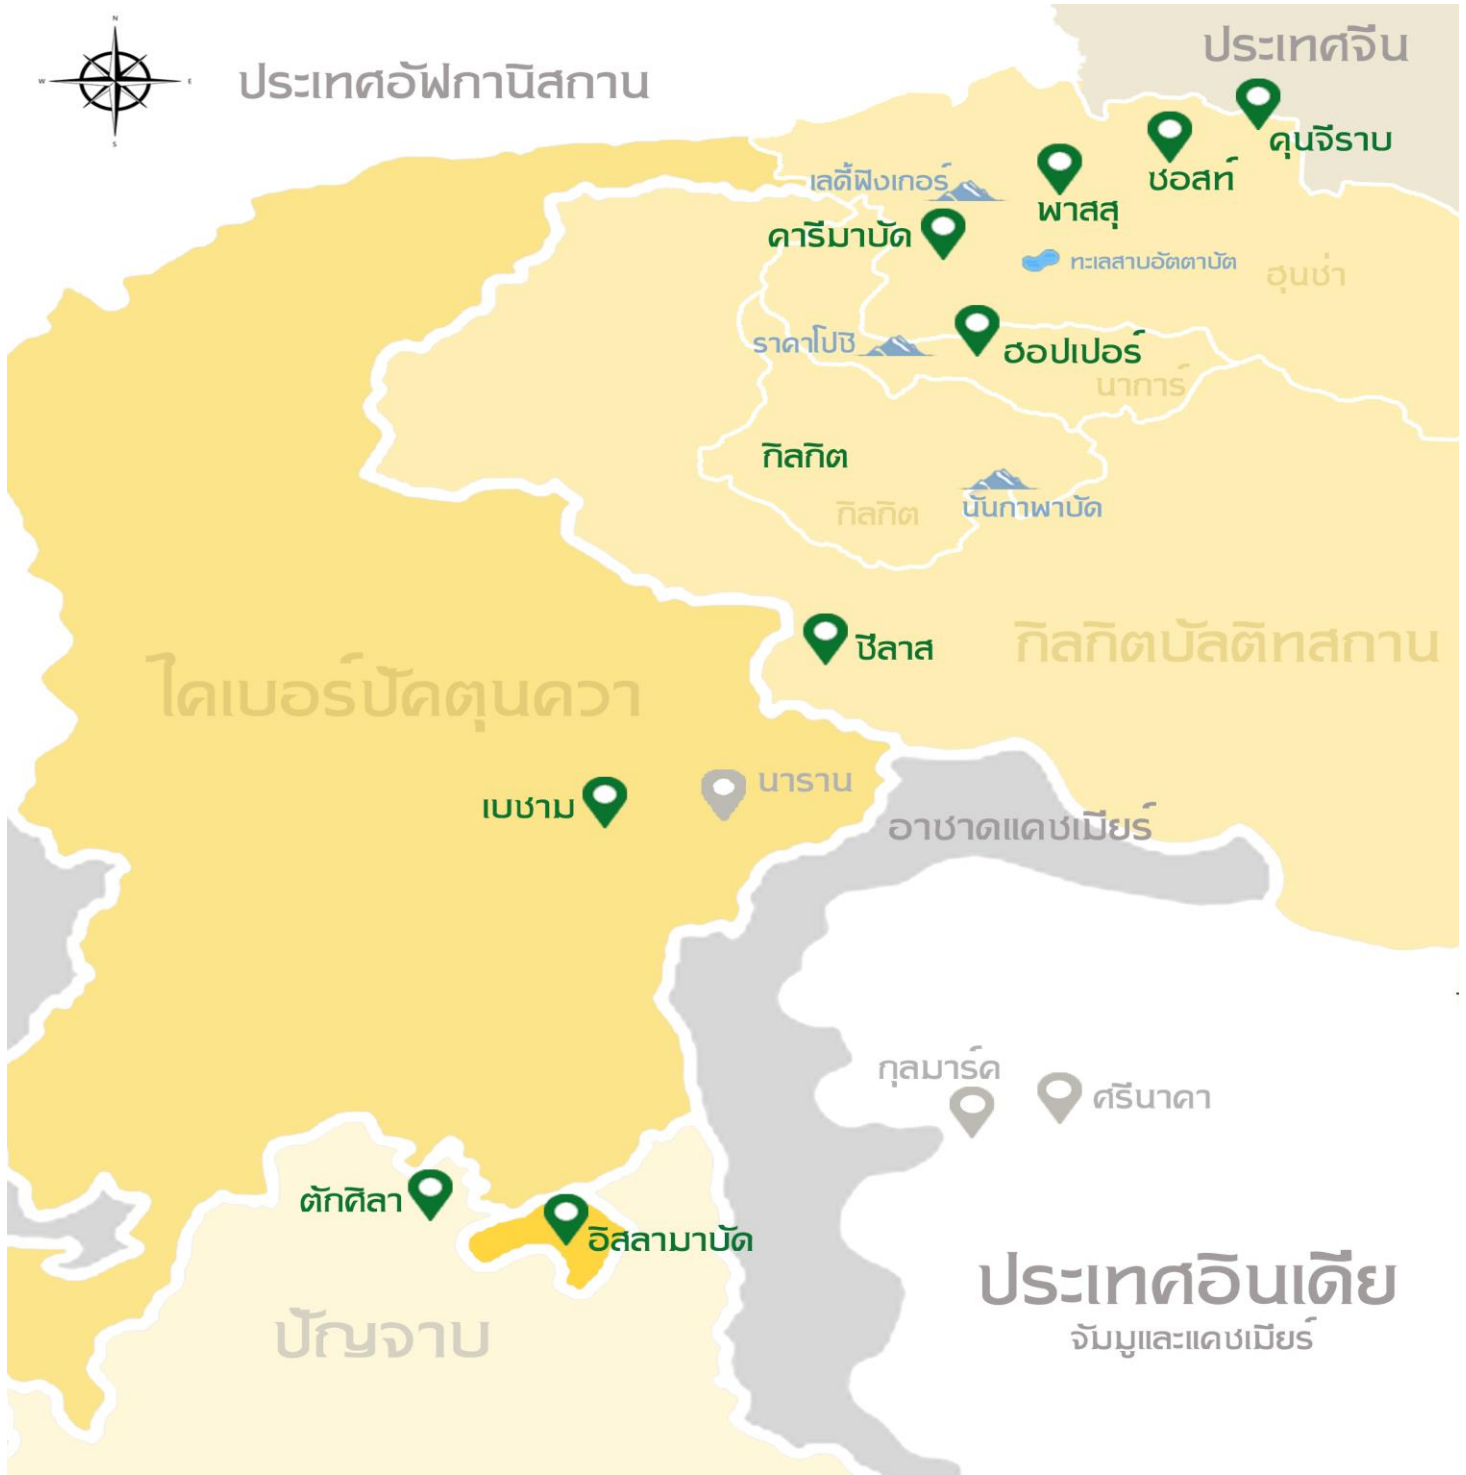 N
W
E
S
ประเทศอัฟกานิสถาน
ประเทศจีน
คุนจีราบ
ซอสท์
เลดี้ฟิงเกอร์
พาสสุ
คารีมาบัด
ทะเลสาบอัตตาบัต
ฮุนซ่า
ราคาโปชิ
ฮอปเปอร์
นาการ์
กิลกิต
กิลกิต
นันกาพาบัด
ชีลาส
กิลกิตบัลติทสถาน
ไคเบอร์ปัคตุนควา
นาราน
เบชาม
อาซาดแคชเมียร์
กุลมาร์ค
ศรีนาคา
ตักศิลา
อิสลามาบัด
ประเทศอินเดีย
จัมมูและแคชเมียร์
ปัญจาบ